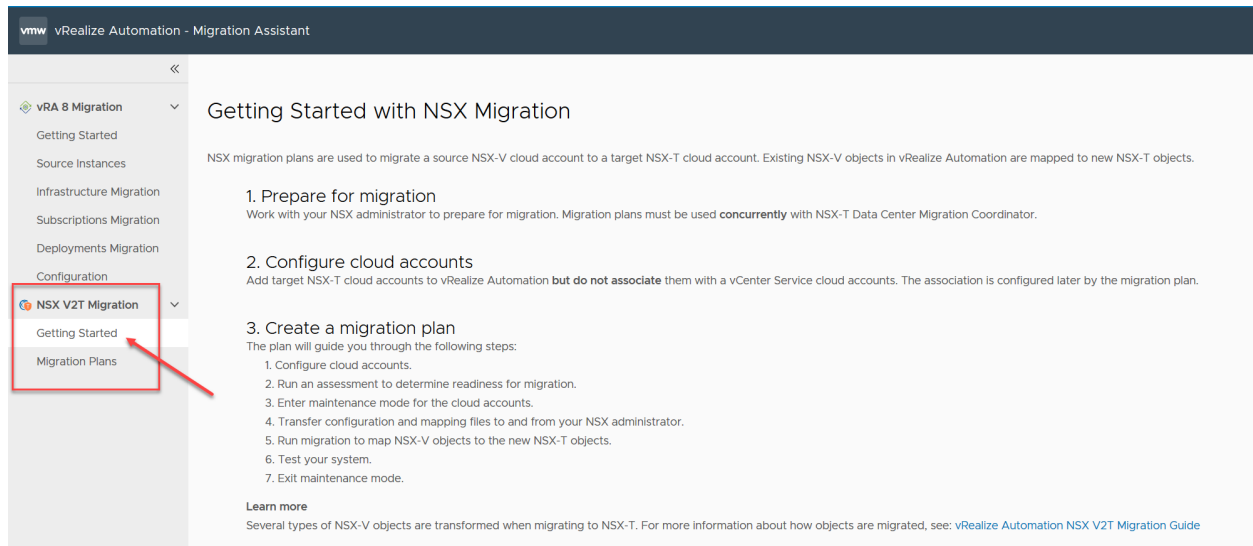 vmw vRealize Automation - Migration Assistant
vRA 8 Migration
Getting Started
Source Instances
Infrastructure Migration
Subscriptions Migration
Deployments Migration
Configuration
NSX V2T Migration
Getting Started
Migration Plans
Getting Started with NSX Migration
NSX migration plans are used to migrate a source NSX-V cloud account to a target NSX-T cloud account. Existing NSX-V objects in vRealize Automation are mapped to new NSX-T objects.
1. Prepare for migration
Work with your NSX administrator to prepare for migration. Migration plans must be used concurrently with NSX-T Data Center Migration Coordinator.
2. Configure cloud accounts
Add target NSX-T cloud accounts to vRealize Automation but do not associate them with a vCenter Service cloud accounts. The association is configured later by the migration plan.
3. Create a migration plan
The plan will guide you through the following steps:
1. Configure cloud accounts.
2. Run an assessment to determine readiness for migration.
3. Enter maintenance mode for the cloud accounts.
4. Transfer configuration and mapping files to and from your NSX administrator.
5. Run migration to map NSX-V objects to the new NSX-T objects.
6. Test your system.
7. Exit maintenance mode.
Learn more
Several types of NSX-V objects are transformed when migrating to NSX-T. For more information about how objects are migrated, see: vRealize Automation NSX V2T Migration Guide